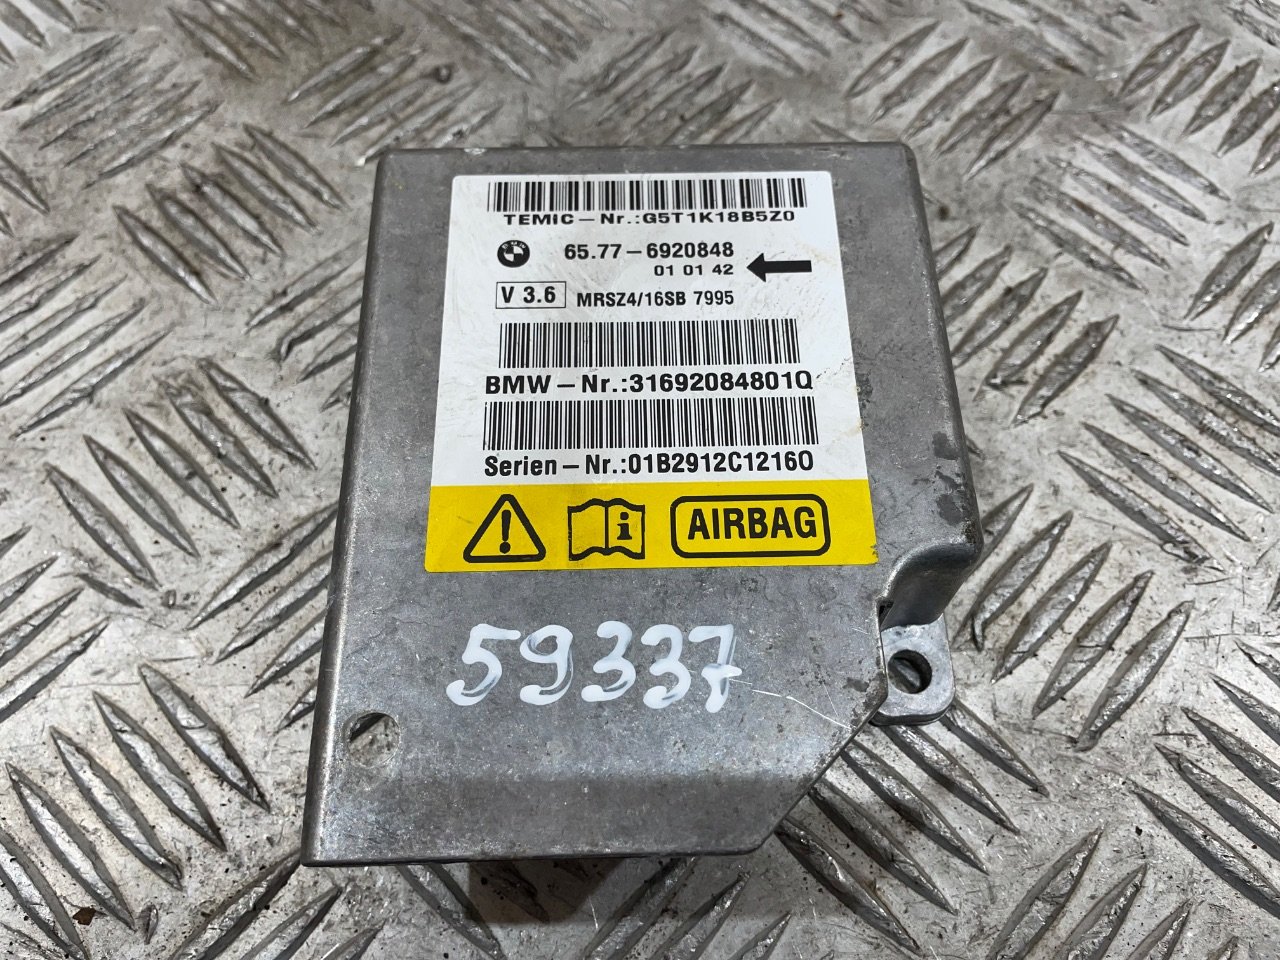 TEMIC-Nr.:G5T1K18B5Z0
65.77-6920848
01 01 42
V 3.6 MRSZ4/16SB 7995
BMW-Nr.:31692084801Q
Serien-Nr.:01B2912C1216O
AIRBAG
59337